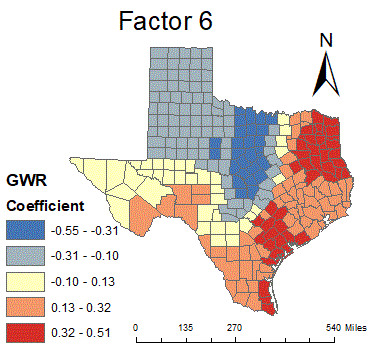 Factor 6
N
GWR
Coefficient
-0.55 - -0.31
-0.31 - -0.10
-0.10 - 0.13
0.13 - 0.32
0.32 - 0.51
0 135 270 540 Miles